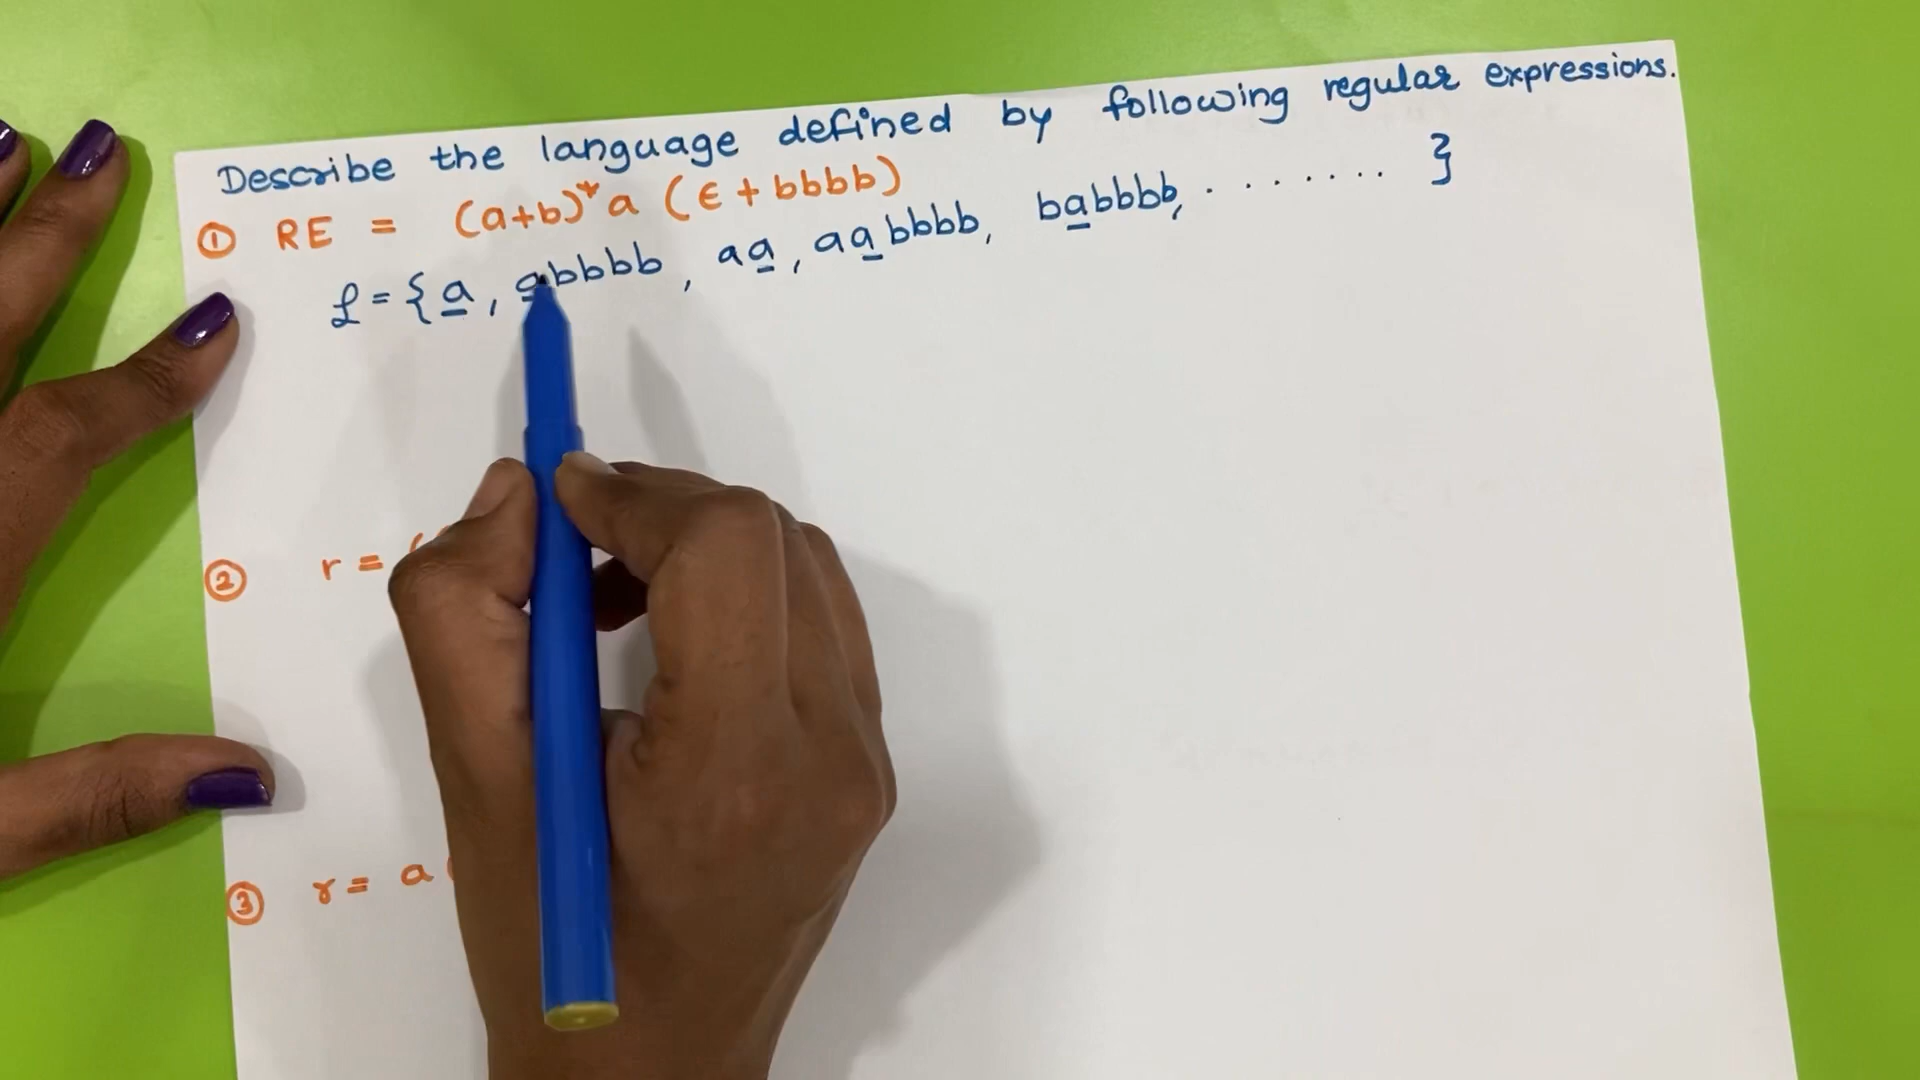 Describe the language defined by following regular expressions.
① RE = (a+b)*a (ε + bbbb)
L = {a, abbbb, aa, aabbbb, babbbb, ........ }
② r = (
③ r = a (